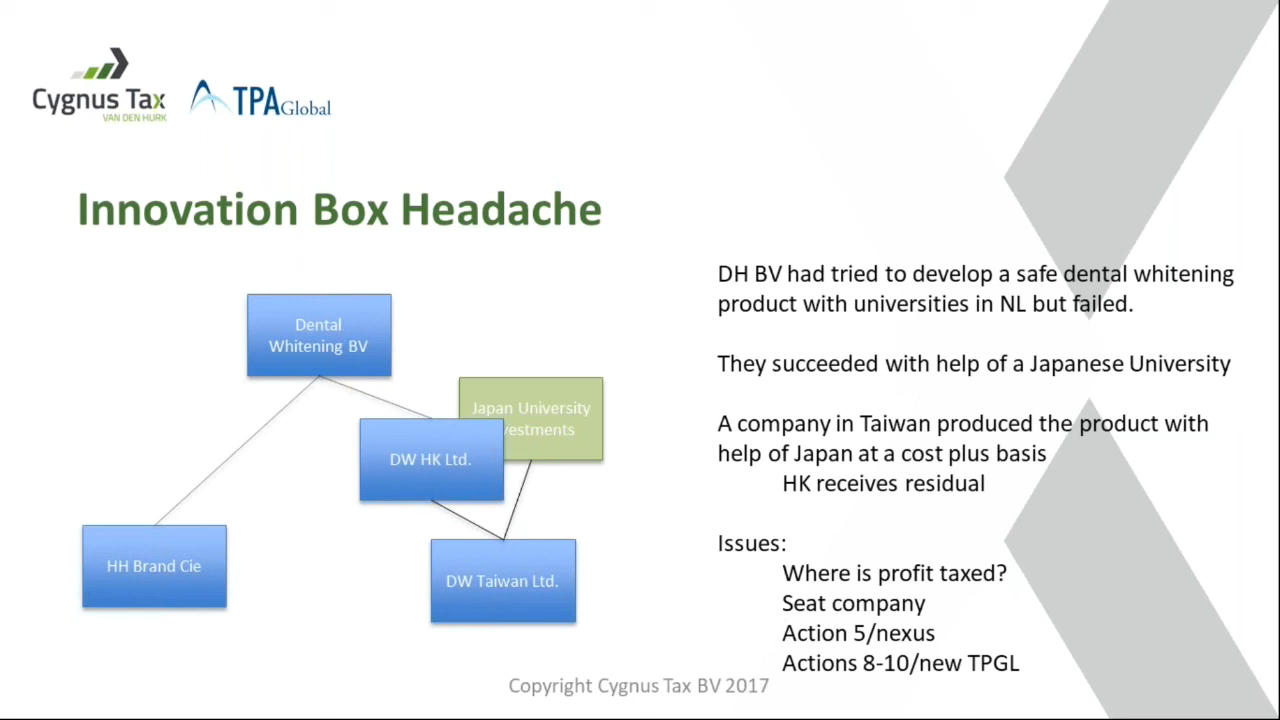 Cygnus Tax
VAN DEN HURK
TPA Global
Innovation Box Headache
Dental
Whitening BV
Japan University
vestments
DW HK Ltd.
HH Brand Cie
DW Taiwan Ltd.
DH BV had tried to develop a safe dental whitening
product with universities in NL but failed.
They succeeded with help of a Japanese University
A company in Taiwan produced the product with
help of Japan at a cost plus basis
HK receives residual
Issues:
Where is profit taxed?
Seat company
Action 5/nexus
Actions 8-10/new TPGL
Copyright Cygnus Tax BV 2017